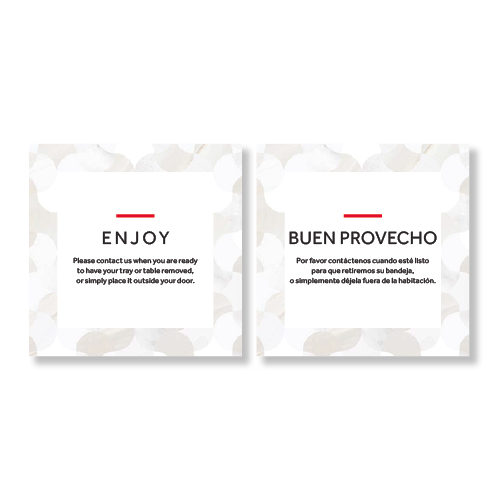 ENJOY
Please contact us when you are ready
to have your tray or table removed,
or simply place it outside your door.
BUEN PROVECHO
Por favor contáctenos cuando esté listo
para que retiremos su bandeja,
o simplemente déjela fuera de la habitación.